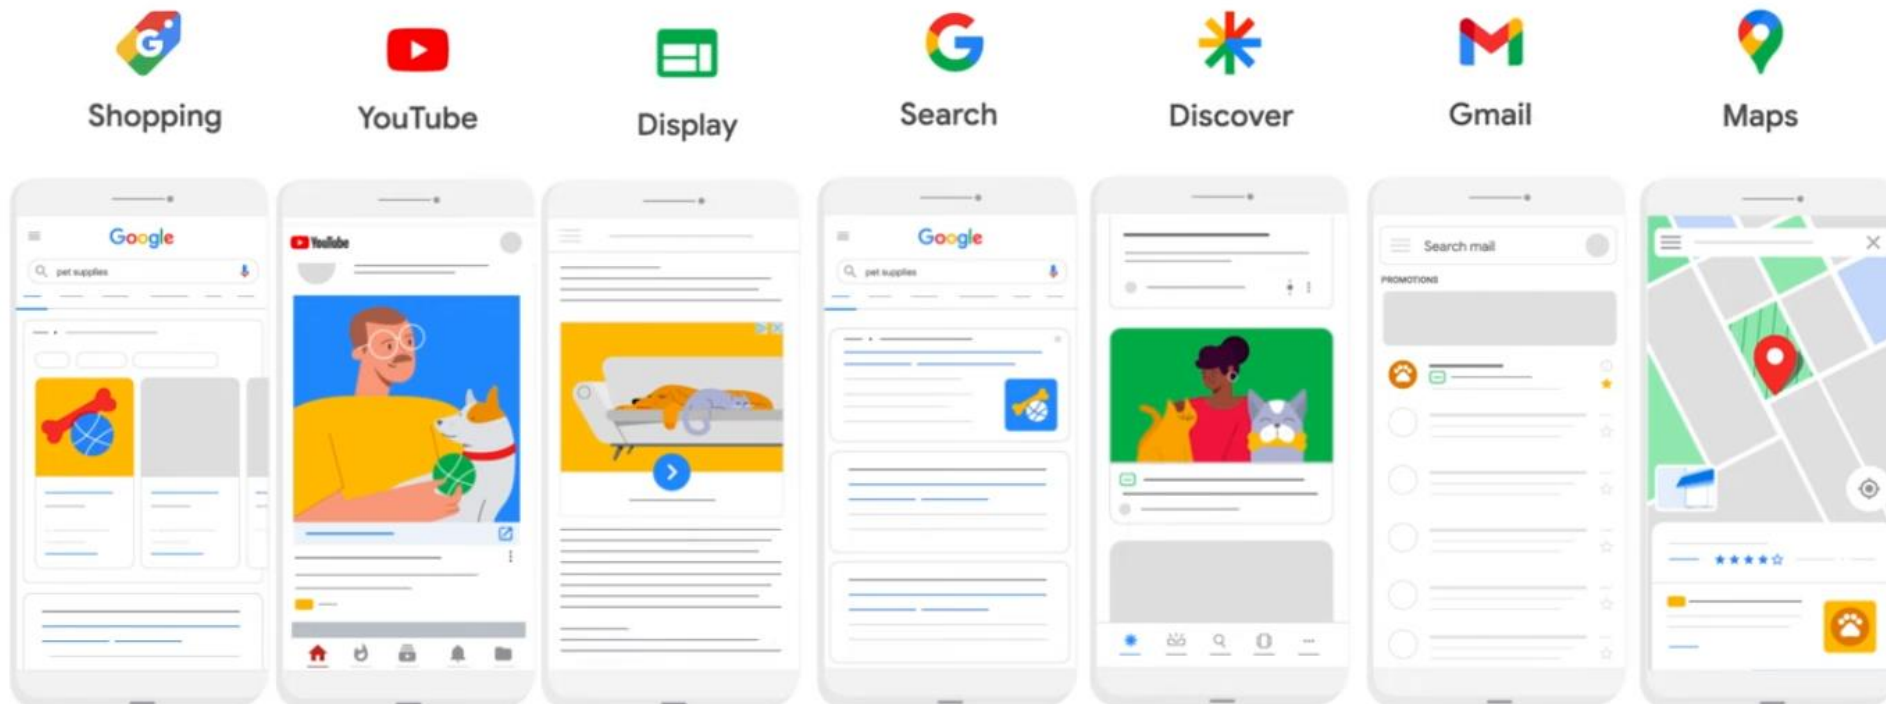 Shopping
YouTube
Display
Search
Discover
Gmail
Maps
Google
pet supplies
YouTube
Google
pet supplies
Search mail
PROMOTIONS